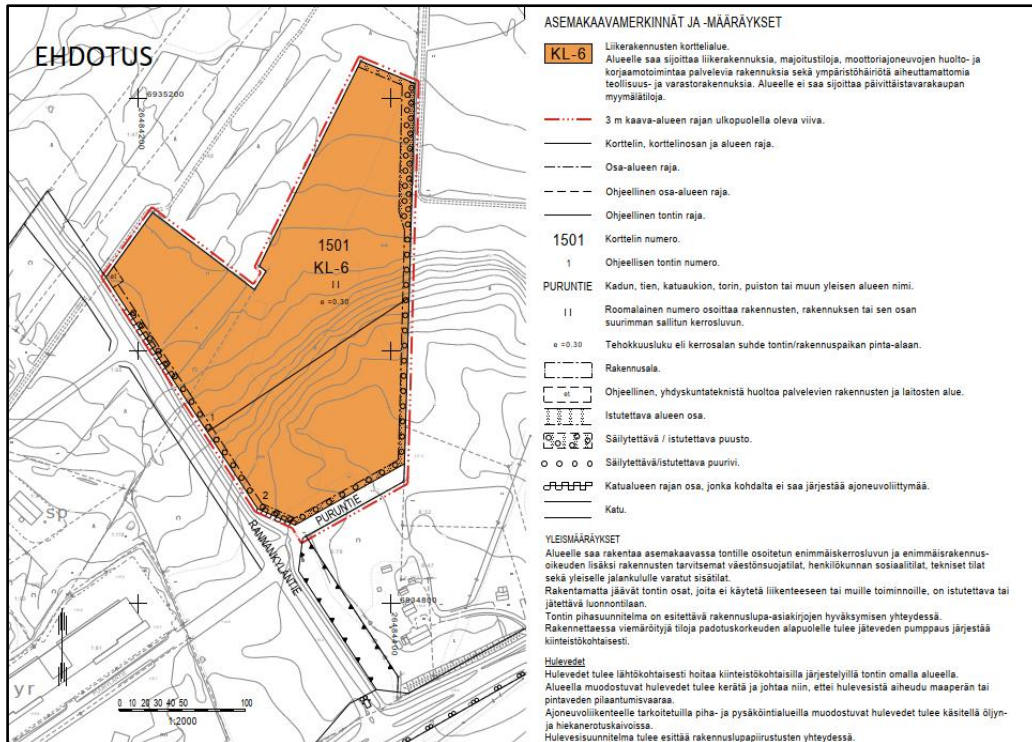 EHDOTUS
6935200
26484200
1501
KL-6
II
e =0.30
et
1
2
PURUNTIE
RANNANKYLÄNTIE
6934800
26484400
sp
yr
0 10 20 30 40 50 100
1:2000
ASEMAKAAVAMERKINNÄT JA -MÄÄRÄYKSET
KL-6
Liikerakennusten korttelialue.
Alueelle saa sijoittaa liikerakennuksia, majoitustiloja, moottoriajoneuvojen huolto- ja
korjaamotoimintaa palvelevia rakennuksia sekä ympäristöhäiriötä aiheuttamattomia
teollisuus- ja varastorakennuksia. Alueelle ei saa sijoittaa päivittäistavarakaupan
myymälätiloja.
3 m kaava-alueen rajan ulkopuolella oleva viiva.
Korttelin, korttelinosan ja alueen raja.
Osa-alueen raja.
Ohjeellinen osa-alueen raja.
Ohjeellinen tontin raja.
1501 Korttelin numero.
1 Ohjeellisen tontin numero.
PURUNTIE Kadun, tien, katuaukion, torin, puiston tai muun yleisen alueen nimi.
II Roomalainen numero osoittaa rakennusten, rakennuksen tai sen osan
suurimman sallitun kerrosluvun.
e =0.30 Tehokkuusluku eli kerrosalan suhde tontin/rakennuspaikan pinta-alaan.
Rakennusala.
et Ohjeellinen, yhdyskuntateknistä huoltoa palvelevien rakennusten ja laitosten alue.
Istutettava alueen osa.
Säilytettävä / istutettava puusto.
Säilytettävä/istutettava puurivi.
Katualueen rajan osa, jonka kohdalta ei saa järjestää ajoneuvoliittymää.
Katu.
YLEISMÄÄRÄYKSET
Alueelle saa rakentaa asemakaavassa tontille osoitetun enimmäiskerrosluvun ja enimmäisrakennus-
oikeuden lisäksi rakennusten tarvitsemat väestönsuojatilat, henkilökunnan sosiaalitilat, tekniset tilat
sekä yleiselle jalankululle varatut sisätilat.
Rakentamatta jäävät tontin osat, joita ei käytetä liikenteeseen tai muille toiminnoille, on istutettava tai
jätettävä luonnontilaan.
Tontin pihasuunnitelma on esitettävä rakennuslupa-asiakirjojen hyväksymisen yhteydessä.
Rakennettaessa viemäröityjä tiloja padotuskorkeuden alapuolelle tulee jäteveden pumppaus järjestää
kiinteistökohtaisesti.
Hulevedet
Hulevedet tulee lähtökohtaisesti hoitaa kiinteistökohtaisilla järjestelyillä tontin omalla alueella.
Alueella muodostuvat hulevedet tulee kerätä ja johtaa niin, ettei hulevesistä aiheudu maaperän tai
pintaveden pilaantumisvaaraa.
Ajoneuvoliikenteelle tarkoitetuilla piha- ja pysäköintialueilla muodostuvat hulevedet tulee käsitellä öljyn-
ja hiekanerotuskaivoissa.
Hulevesisuunnitelma tulee esittää rakennuslupapiirustusten yhteydessä.